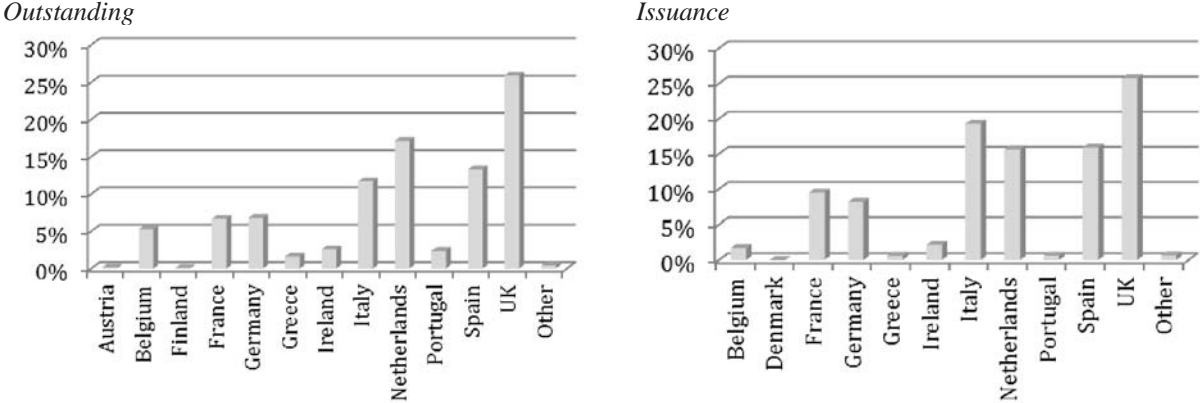 Outstanding
30%
25%
20%
15%
10%
5%
0%
Austria
Belgium
Finland
France
Germany
Greece
Ireland
Italy
Netherlands
Portugal
Spain
UK
Other
Issuance
30%
25%
20%
15%
10%
5%
0%
Belgium
Denmark
France
Germany
Greece
Ireland
Italy
Netherlands
Portugal
Spain
UK
Other